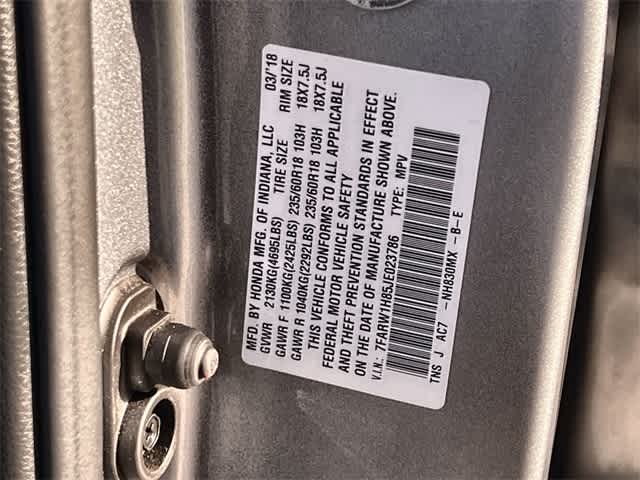 MFD. BY HONDA MFG. OF INDIANA, LLC 03/'18
GVWR 2130KG(4695LBS) TIRE SIZE RIM SIZE
GAWR F 1100KG(2425LBS) 235/60R18 103H 18X7.5J
GAWR R 1040KG(2292LBS) 235/60R18 103H 18X7.5J
THIS VEHICLE CONFORMS TO ALL APPLICABLE
FEDERAL MOTOR VEHICLE SAFETY
AND THEFT PREVENTION STANDARDS IN EFFECT
ON THE DATE OF MANUFACTURE SHOWN ABOVE.
V.I.N.: 7FARW1H85JE023786 TYPE: MPV
TNS J AC7 -NH830MX -B-E